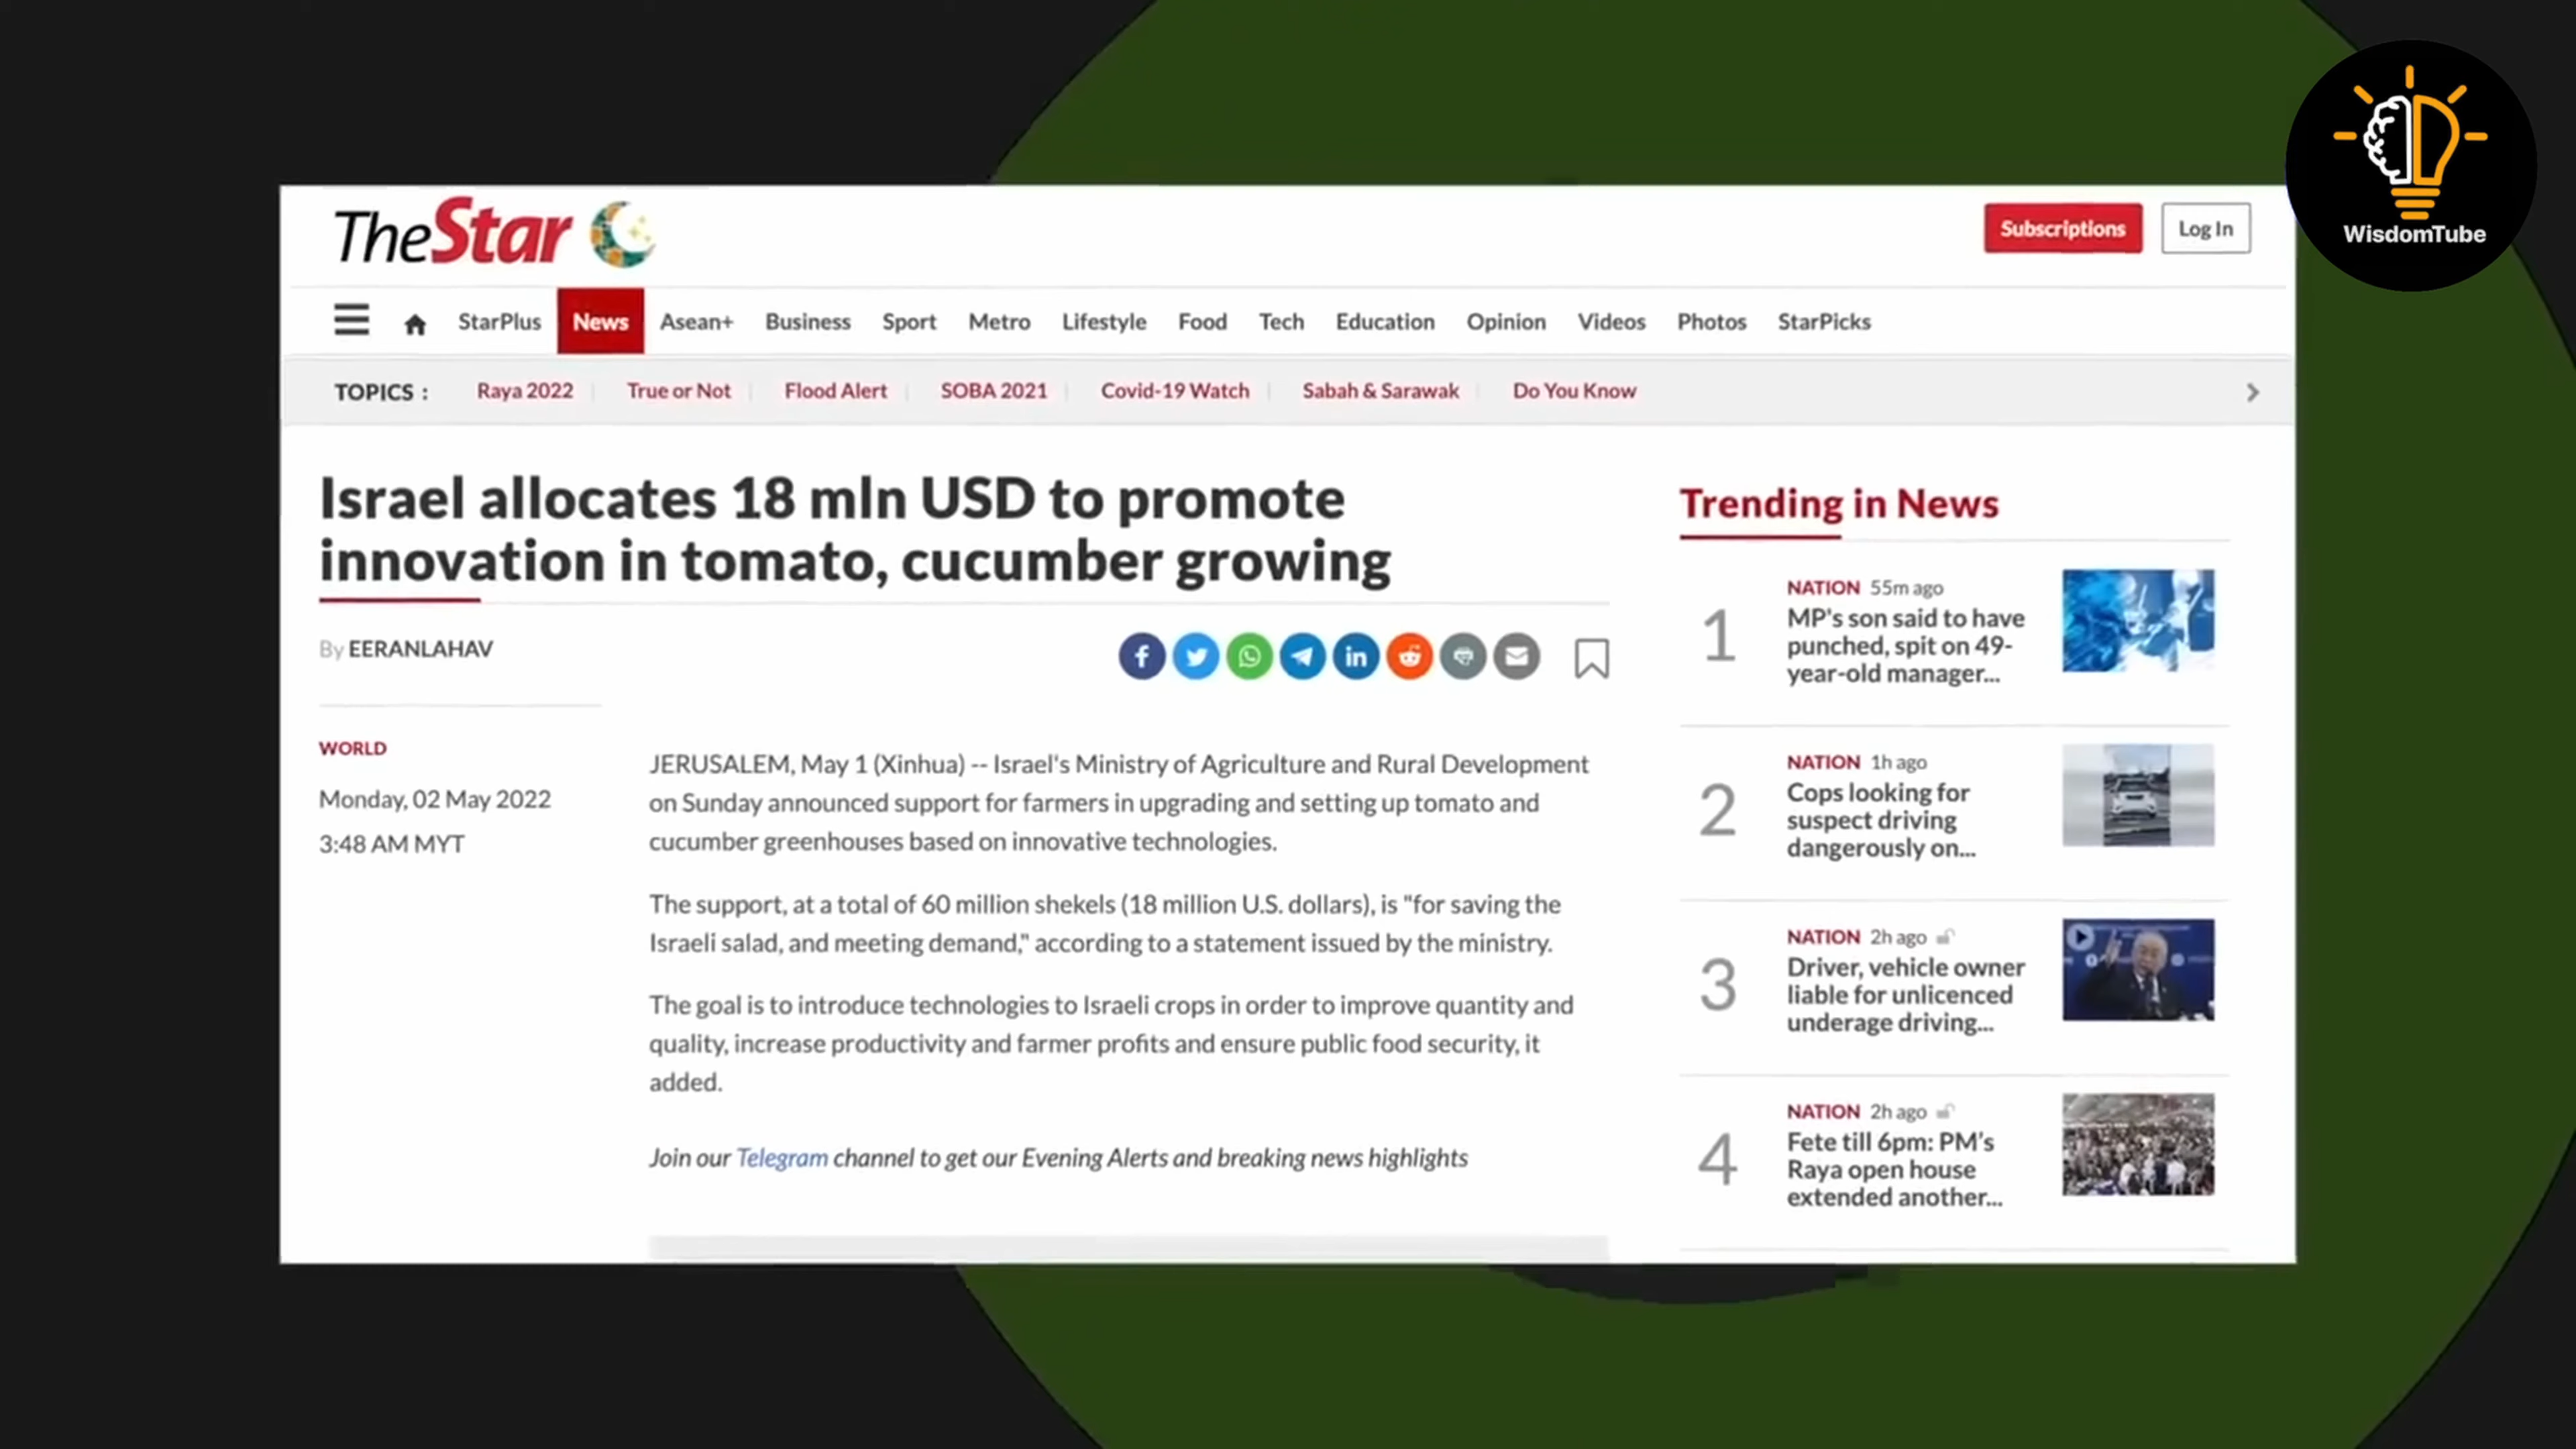 WisdomTube
TheStar
Subscriptions
Log In
StarPlus News Asean+ Business Sport Metro Lifestyle Food Tech Education Opinion Videos Photos StarPicks
TOPICS : Raya 2022 True or Not Flood Alert SOBA 2021 Covid-19 Watch Sabah & Sarawak Do You Know
Israel allocates 18 mln USD to promote
innovation in tomato, cucumber growing
By EERANLAHAV
WORLD
Monday, 02 May 2022
3:48 AM MYT
JERUSALEM, May 1 (Xinhua) -- Israel's Ministry of Agriculture and Rural Development
on Sunday announced support for farmers in upgrading and setting up tomato and
cucumber greenhouses based on innovative technologies.
The support, at a total of 60 million shekels (18 million U.S. dollars), is "for saving the
Israeli salad, and meeting demand," according to a statement issued by the ministry.
The goal is to introduce technologies to Israeli crops in order to improve quantity and
quality, increase productivity and farmer profits and ensure public food security, it
added.
Join our Telegram channel to get our Evening Alerts and breaking news highlights
Trending in News
1
NATION 55m ago
MP's son said to have
punched, spit on 49-
year-old manager...
2
NATION 1h ago
Cops looking for
suspect driving
dangerously on...
3
NATION 2h ago
Driver, vehicle owner
liable for unlicenced
underage driving...
4
NATION 2h ago
Fete till 6pm: PM's
Raya open house
extended another...